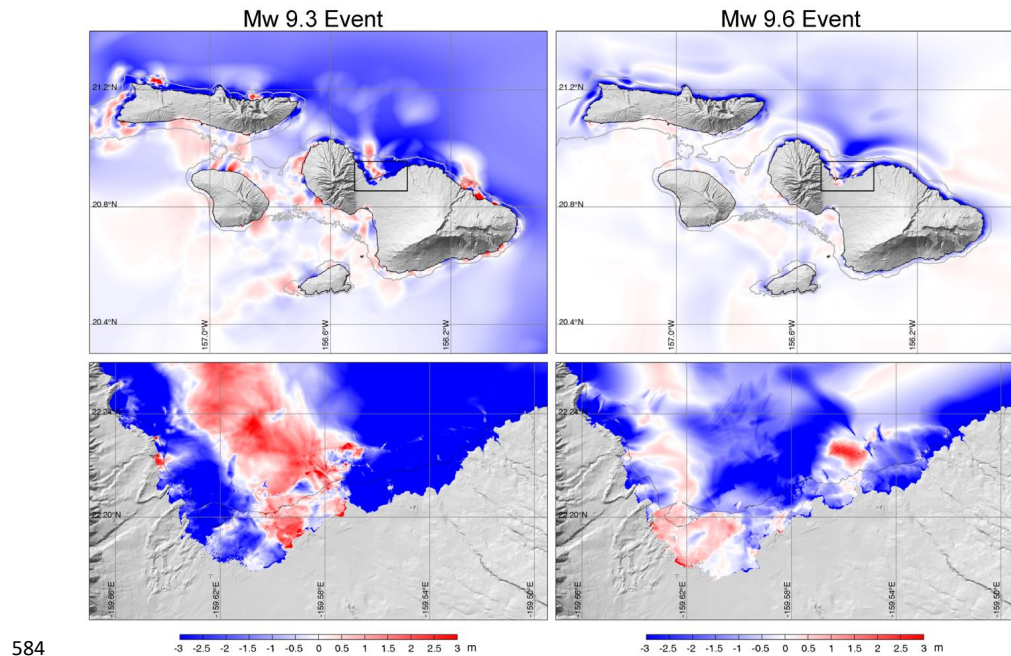 Mw 9.3 Event
Mw 9.6 Event
21.2°N
20.8°N
20.4°N
157.0°W
156.6°W
156.2°W
21.2°N
20.8°N
20.4°N
157.0°W
156.6°W
156.2°W
22.24°N
22.20°N
-159.66°E
-159.62°E
-159.58°E
-159.54°E
-159.50°E
22.24°N
22.20°N
-159.66°E
-159.62°E
-159.58°E
-159.54°E
-159.50°E
-3 -2.5 -2 -1.5 -1 -0.5 0 0.5 1 1.5 2 2.5 3 m
-3 -2.5 -2 -1.5 -1 -0.5 0 0.5 1 1.5 2 2.5 3 m
584